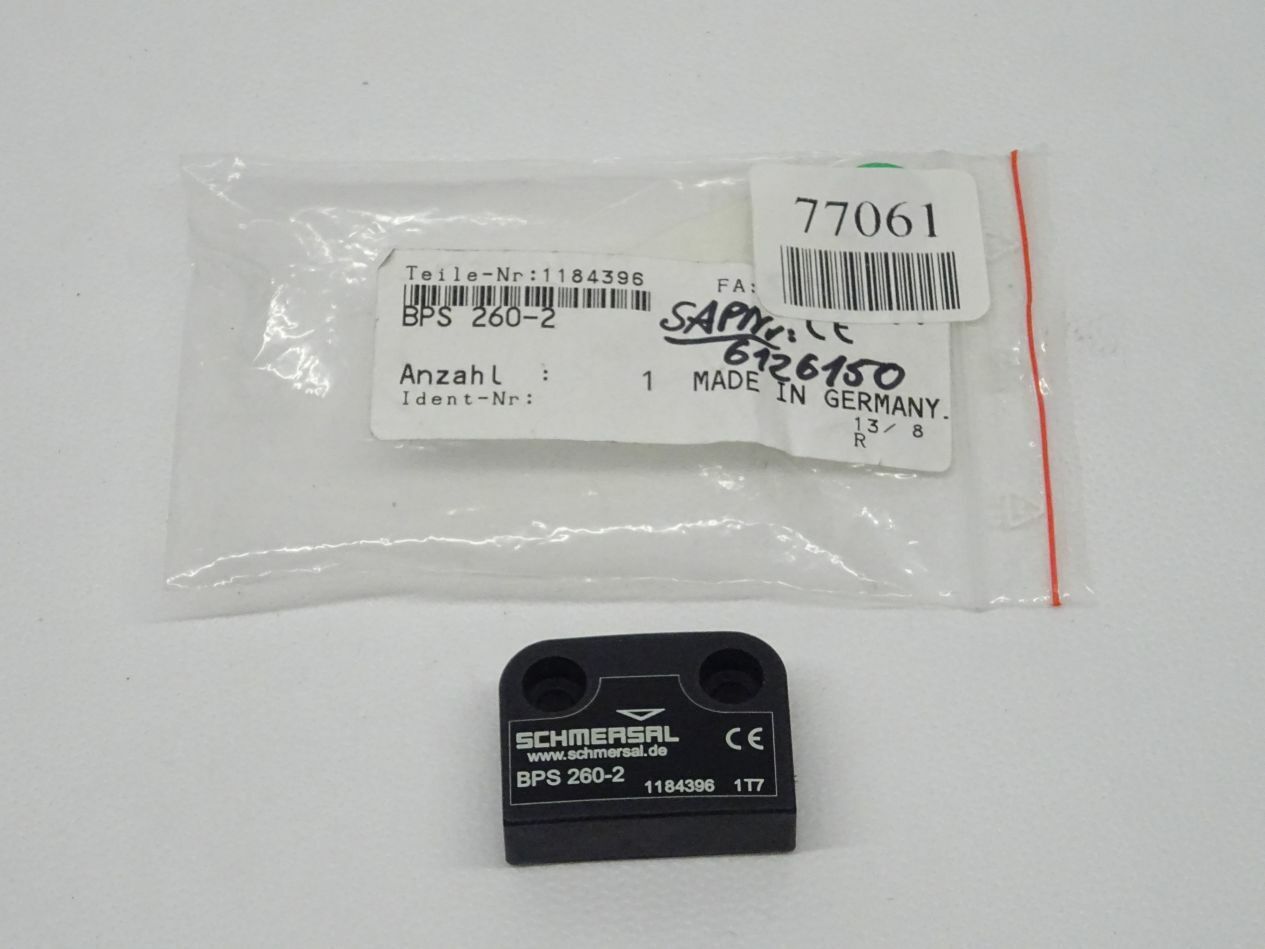 77061
Teile-Nr:1184396
FA:
BPS 260-2
SAPNr.: CE
6126150
Anzahl : 1 MADE IN GERMANY.
Ident-Nr:
13/ 8
R
SCHMERSAL
www.schmersal.de
CE
BPS 260-2
1184396 1T7